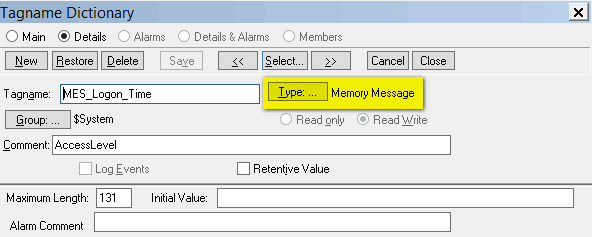 Tagname Dictionary
Main Details Alarms Details & Alarms Members
New Restore Delete Save << Select... >> Cancel Close
Tagname: MES_Logon_Time Type: ... Memory Message
Group: ... $System Read only Read Write
Comment: AccessLevel
Log Events Retentive Value
Maximum Length: 131 Initial Value:
Alarm Comment